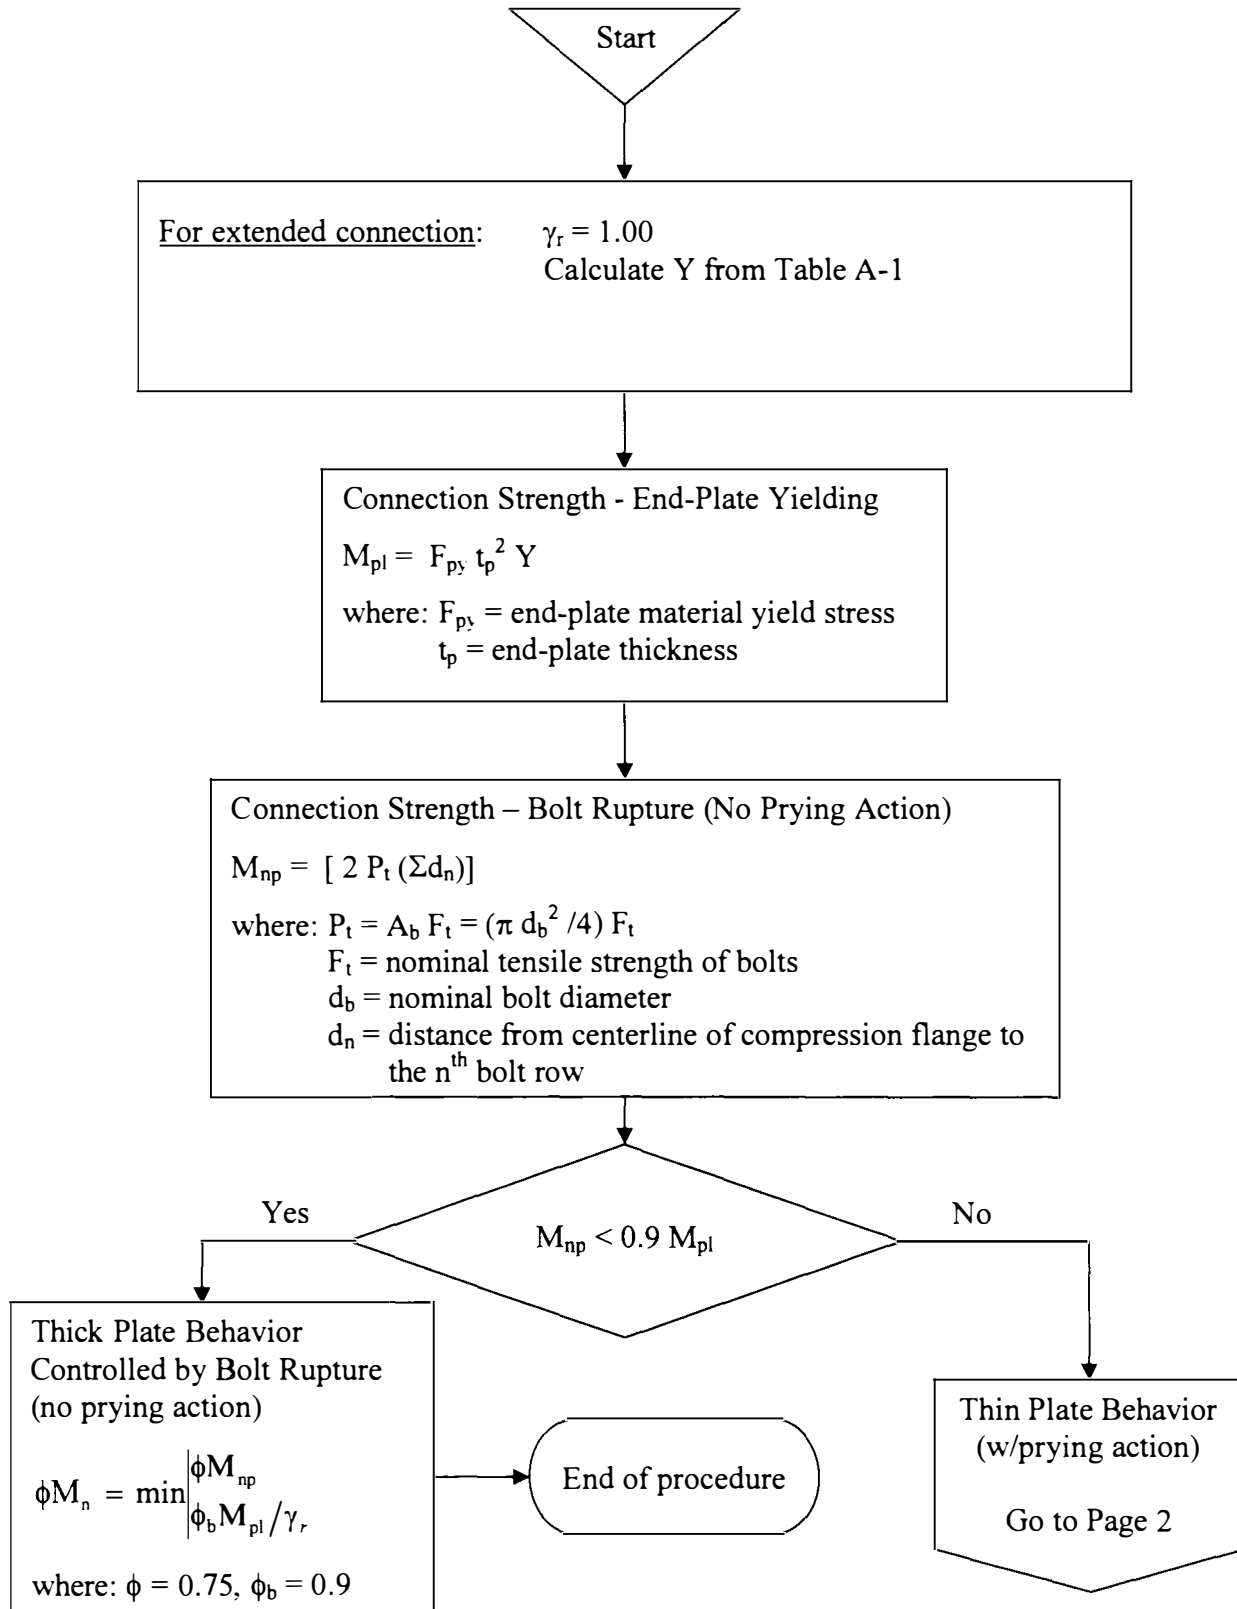 Start
For extended connection: γr = 1.00
Calculate Y from Table A-1
Connection Strength - End-Plate Yielding
Mpl = Fpy tp² Y
where: Fpy = end-plate material yield stress
tp = end-plate thickness
Connection Strength – Bolt Rupture (No Prying Action)
Mnp = [ 2 Pt (Σdn)]
where: Pt = Ab Ft = (π db² /4) Ft
Ft = nominal tensile strength of bolts
db = nominal bolt diameter
dn = distance from centerline of compression flange to
the nth bolt row
Yes
Mnp < 0.9 Mpl
No
Thick Plate Behavior
Controlled by Bolt Rupture
(no prying action)
ϕMn = min|ϕMnp
ϕbMpl/γr
where: ϕ = 0.75, ϕb = 0.9
End of procedure
Thin Plate Behavior
(w/prying action)
Go to Page 2